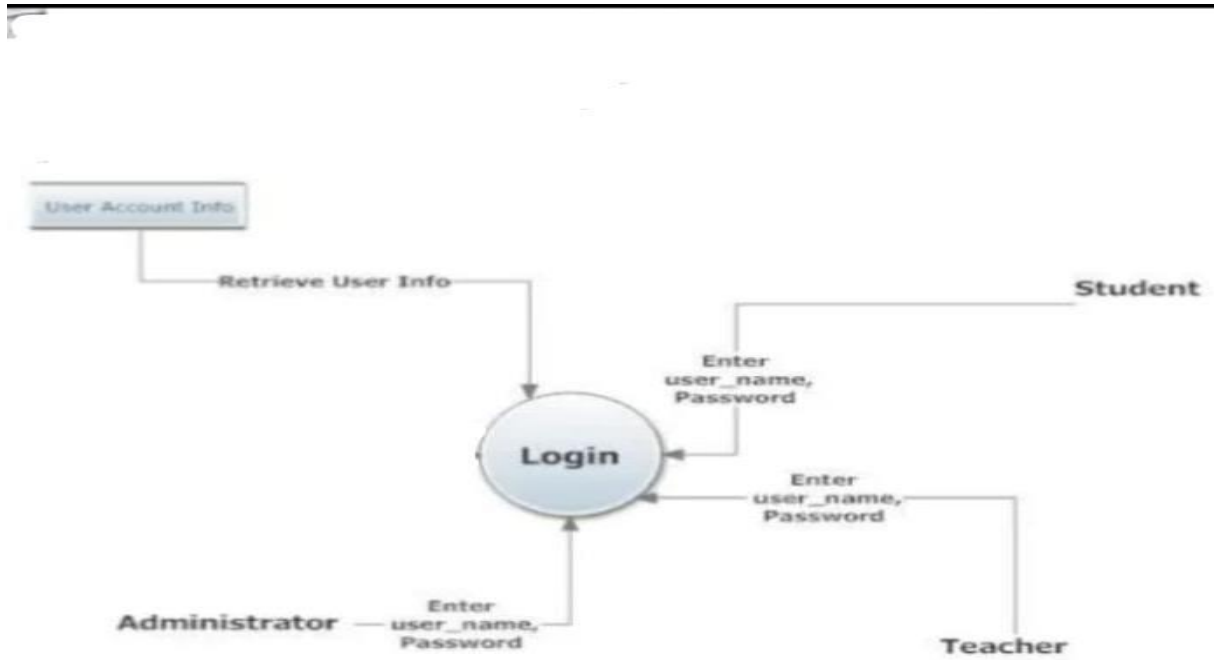 User Account Info
Retrieve User Info
Student
Enter
user_name,
Password
Login
Enter
user_name,
Password
Administrator
Enter
user_name,
Password
Teacher